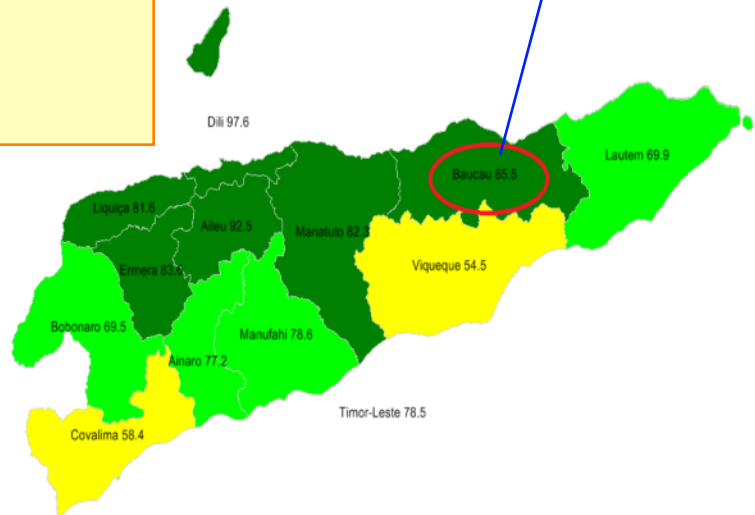 Dili 97.6
Lautem 69.9
Baucau 85.5
Liquiça 81.6
Aileu 92.5
Manatuto 82.3
Ermera 83.6
Viqueque 54.5
Bobonaro 69.5
Manufahi 78.6
Ainaro 77.2
Timor-Leste 78.5
Covalima 58.4